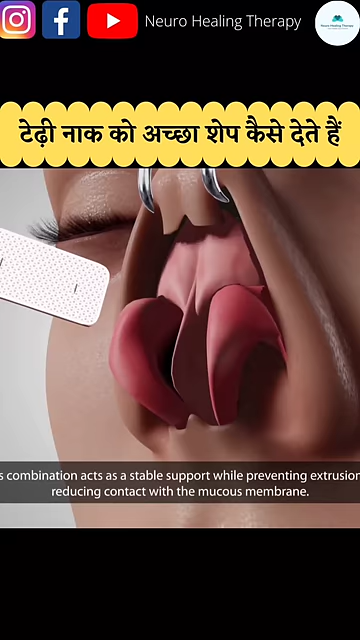 Neuro Healing Therapy
टेढ़ी नाक को अच्छा शेप कैसे देते हैं
s combination acts as a stable support while preventing extrusion
reducing contact with the mucous membrane.